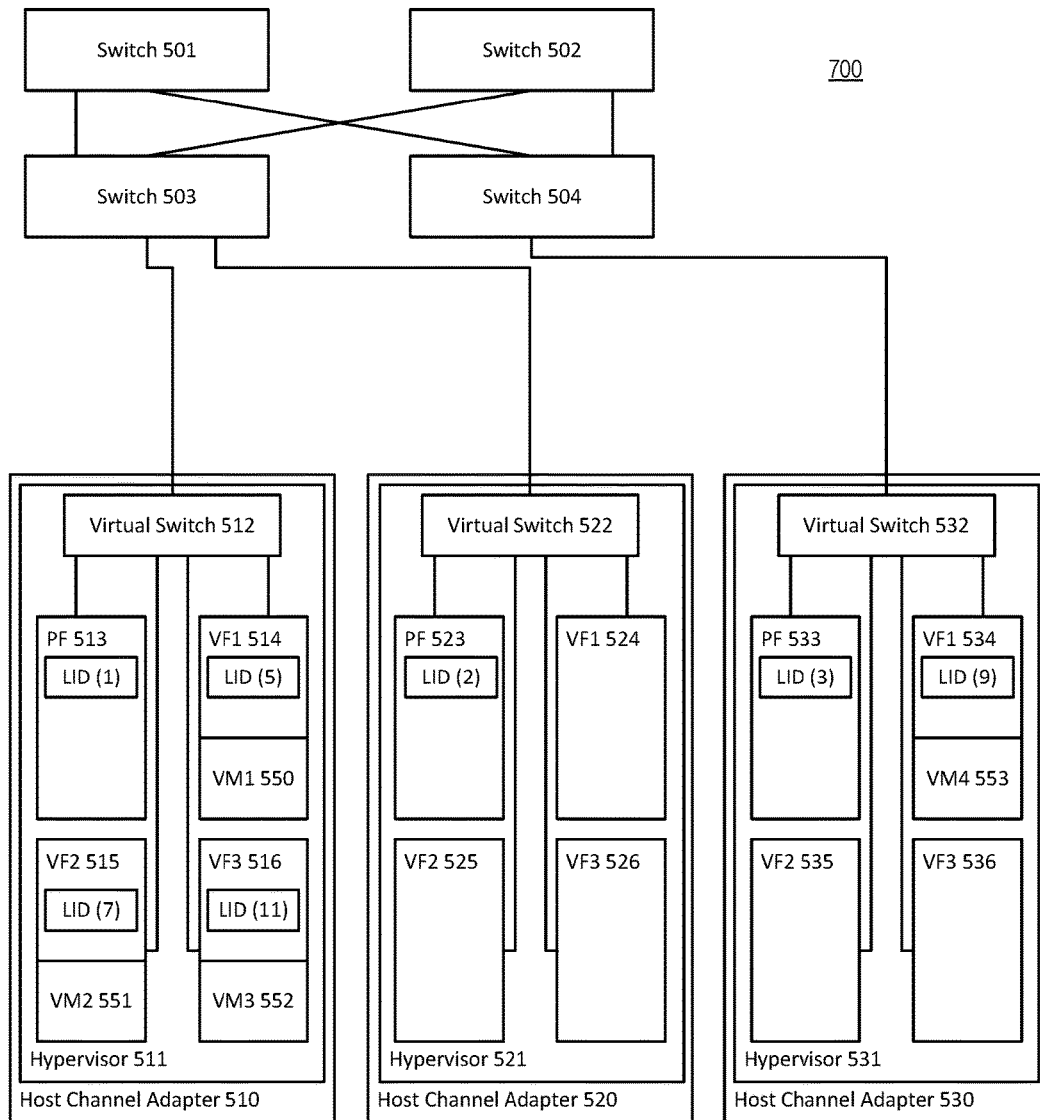 Switch 501
Switch 502
700
Switch 503
Switch 504
Virtual Switch 512
PF 513
LID (1)
VF1 514
LID (5)
VM1 550
VF2 515
LID (7)
VM2 551
VF3 516
LID (11)
VM3 552
Hypervisor 511
Host Channel Adapter 510
Virtual Switch 522
PF 523
LID (2)
VF1 524
VF2 525
VF3 526
Hypervisor 521
Host Channel Adapter 520
Virtual Switch 532
PF 533
LID (3)
VF1 534
LID (9)
VM4 553
VF2 535
VF3 536
Hypervisor 531
Host Channel Adapter 530